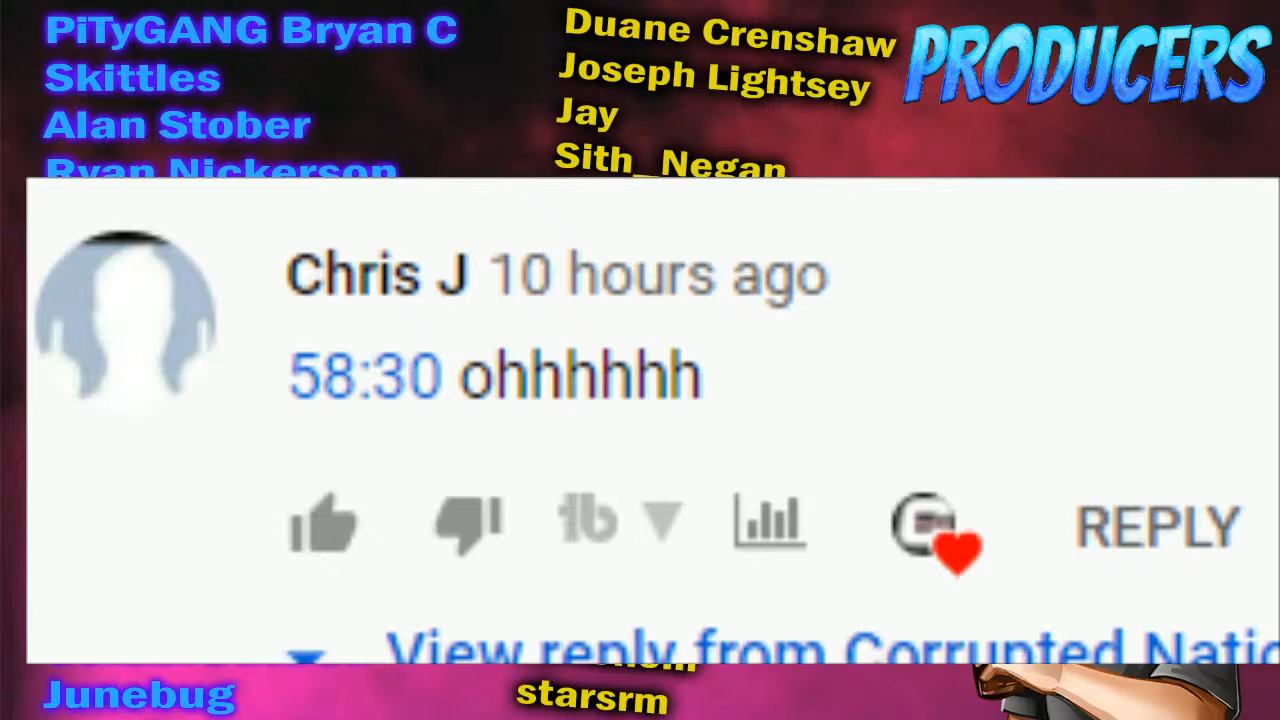 PiTyGANG Bryan C
Skittles
Alan Stober
Ryan Nickerson
Duane Crenshaw
Joseph Lightsey
Jay
Sith_Negan
PRODUCERS
Chris J 10 hours ago
58:30 ohhhhhh
REPLY
View reply from Corrupted
Junebug
starsrm